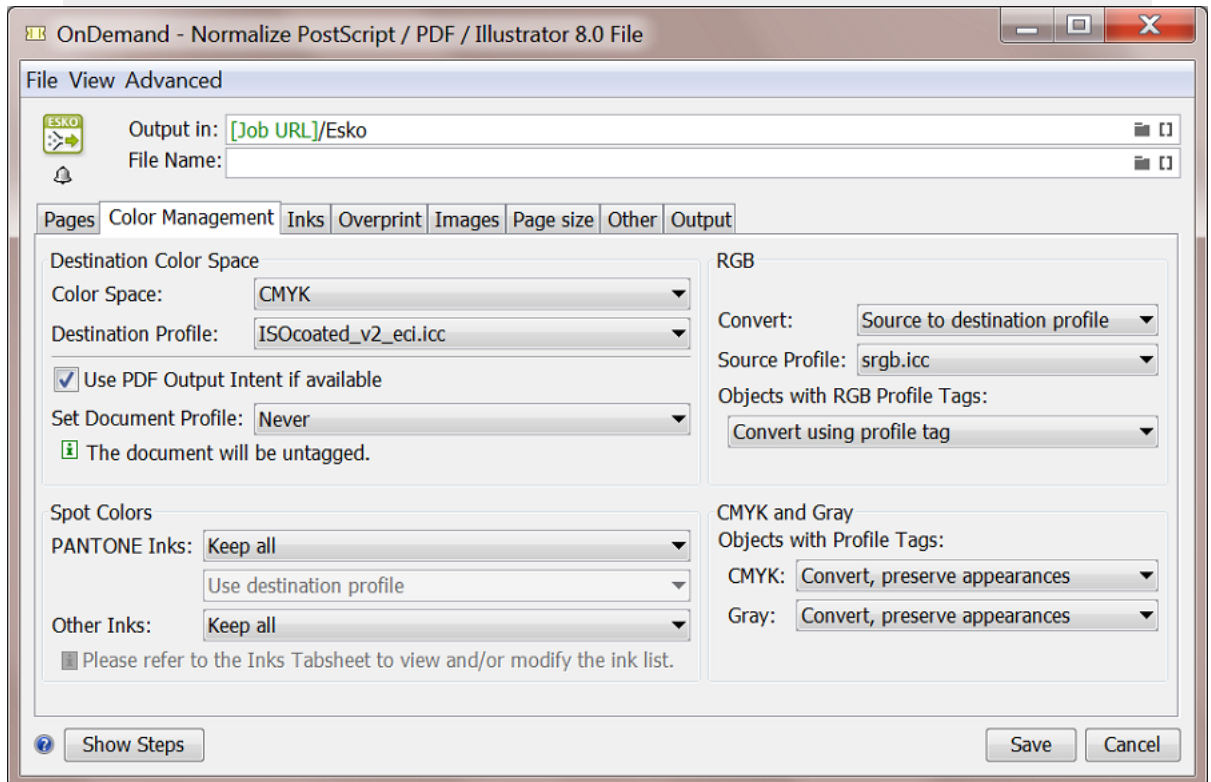 OnDemand - Normalize PostScript / PDF / Illustrator 8.0 File
File View Advanced
ESKO
Output in: [Job URL]/Esko
File Name:
Pages Color Management Inks Overprint Images Page size Other Output
Destination Color Space
Color Space: CMYK
Destination Profile: ISOcoated_v2_eci.icc
Use PDF Output Intent if available
Set Document Profile: Never
The document will be untagged.
RGB
Convert: Source to destination profile
Source Profile: srgb.icc
Objects with RGB Profile Tags:
Convert using profile tag
Spot Colors
PANTONE Inks: Keep all
Use destination profile
Other Inks: Keep all
Please refer to the Inks Tabsheet to view and/or modify the ink list.
CMYK and Gray
Objects with Profile Tags:
CMYK: Convert, preserve appearances
Gray: Convert, preserve appearances
Show Steps
Save Cancel